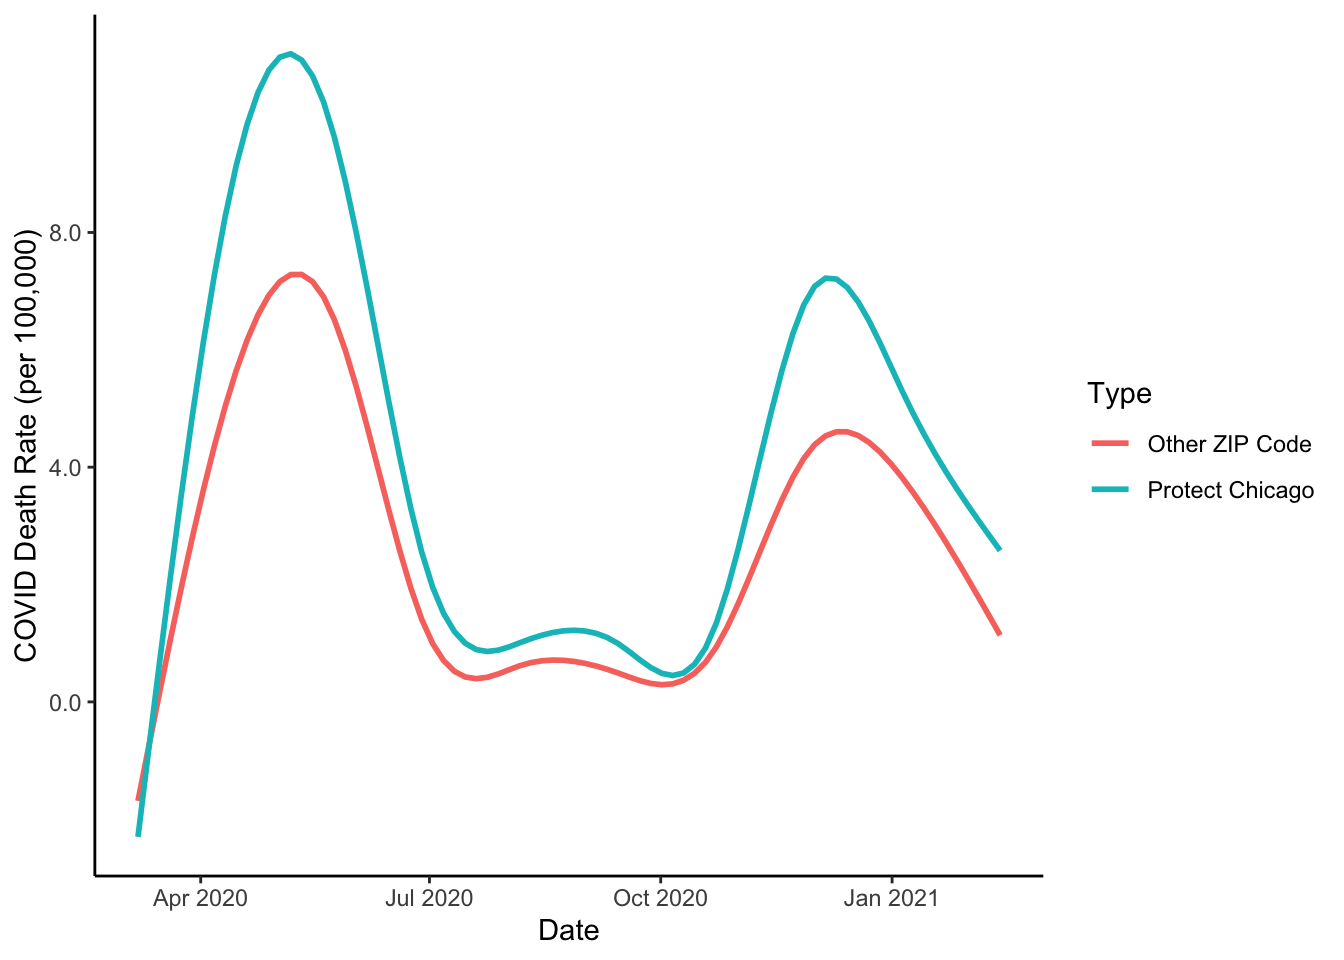 COVID Death Rate (per 100,000)
8.0
4.0
0.0
Apr 2020
Jul 2020
Oct 2020
Jan 2021
Date
Type
Other ZIP Code
Protect Chicago